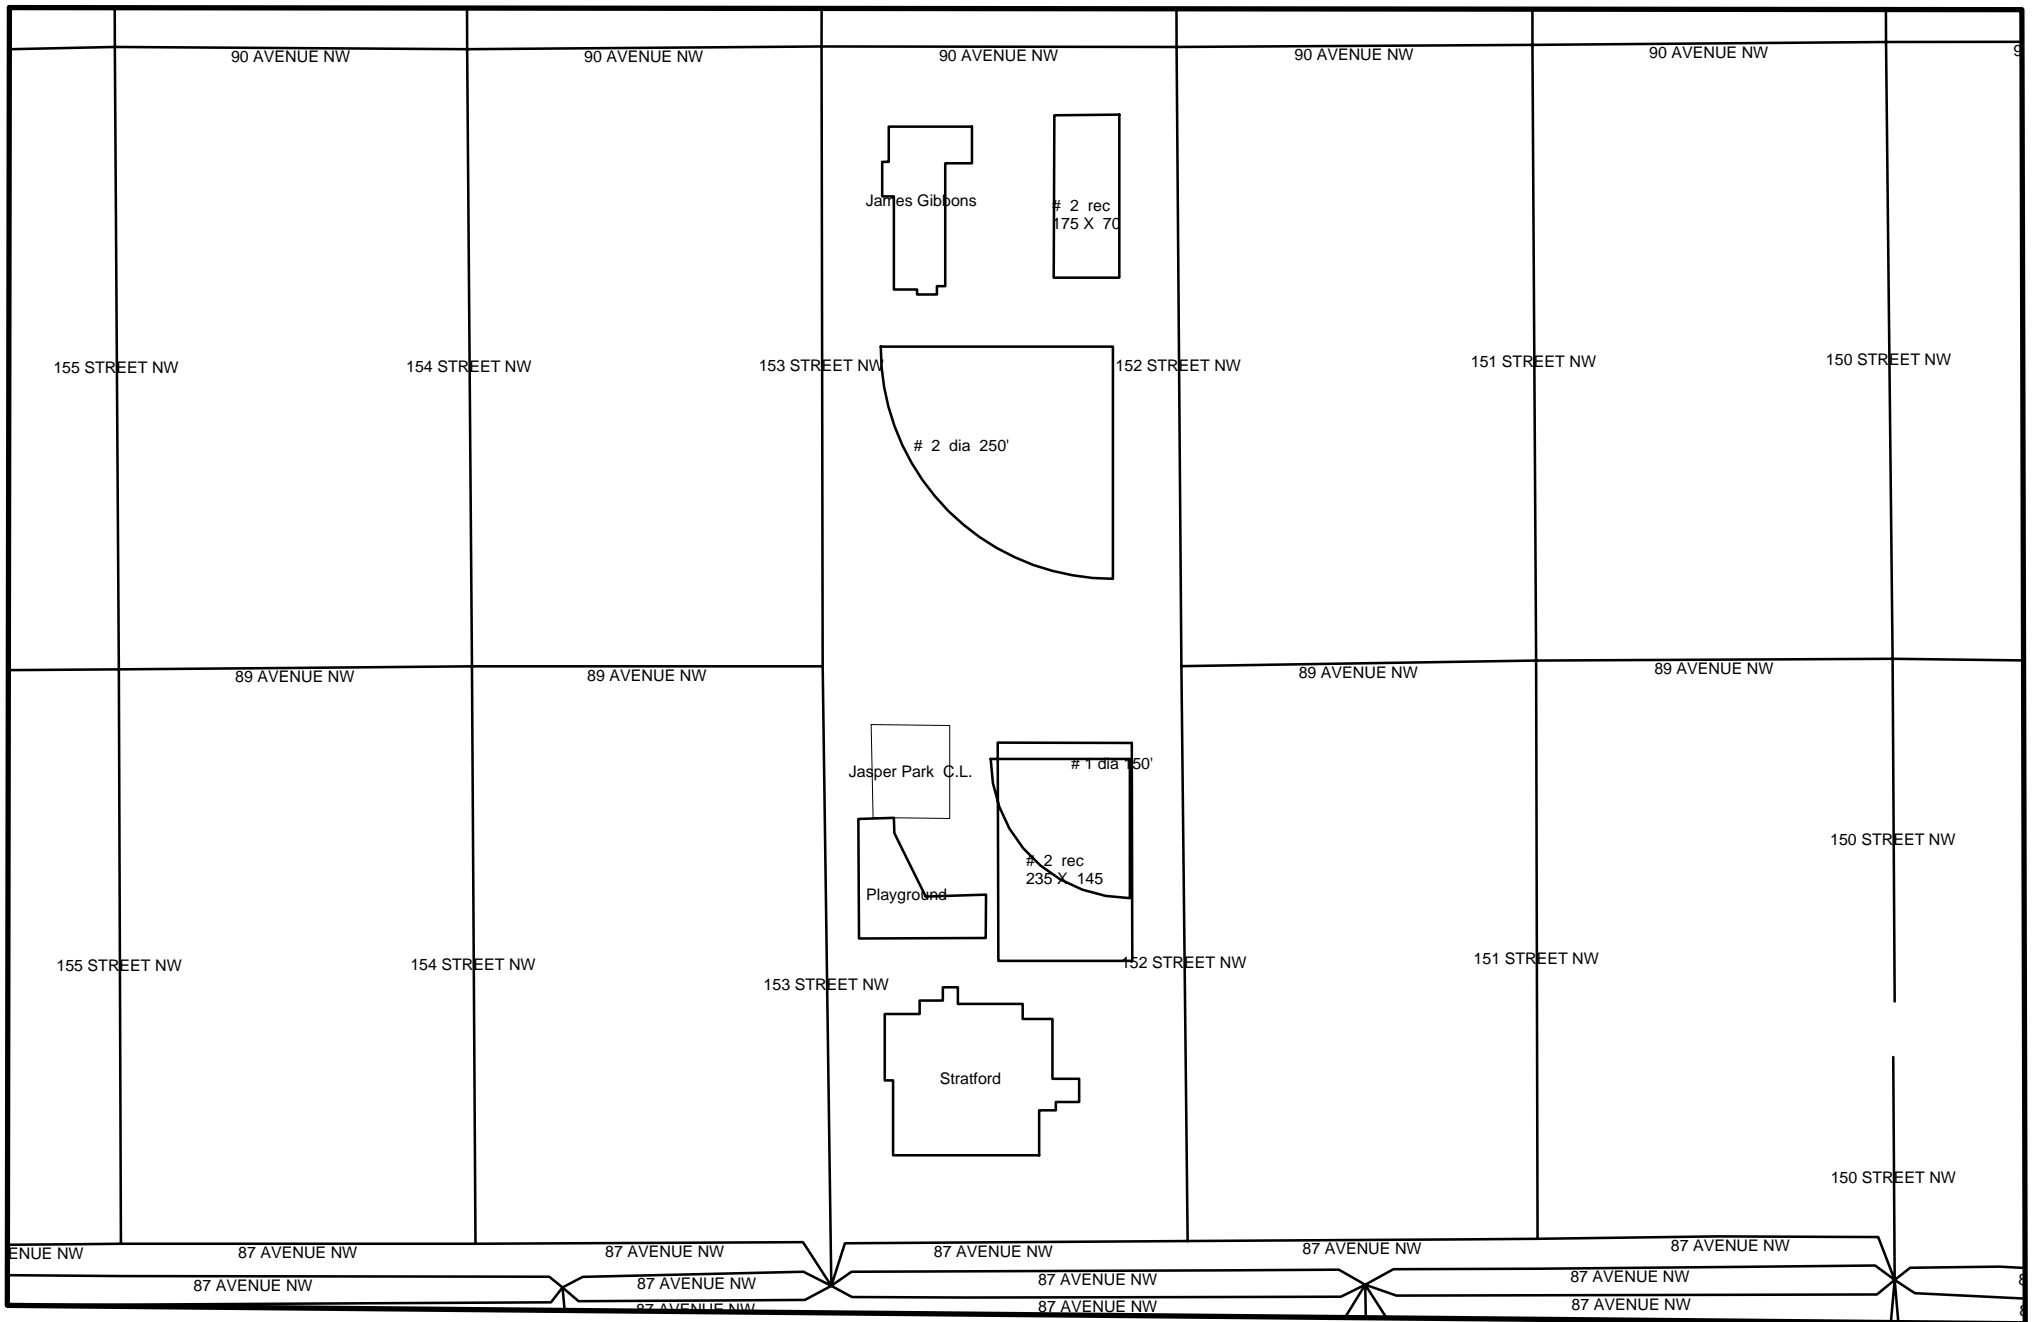 90 AVENUE NW
90 AVENUE NW
90 AVENUE NW
90 AVENUE NW
90 AVENUE NW
James Gibbons
# 2 rec
175 X 70
155 STREET NW
154 STREET NW
153 STREET NW
152 STREET NW
151 STREET NW
150 STREET NW
# 2 dia 250'
89 AVENUE NW
89 AVENUE NW
89 AVENUE NW
89 AVENUE NW
Jasper Park C.L.
# 1 dia 150'
150 STREET NW
# 2 rec
235 X 145
Playground
155 STREET NW
154 STREET NW
153 STREET NW
152 STREET NW
151 STREET NW
Stratford
150 STREET NW
ENUE NW
87 AVENUE NW
87 AVENUE NW
87 AVENUE NW
87 AVENUE NW
87 AVENUE NW
87 AVENUE NW
87 AVENUE NW
87 AVENUE NW
87 AVENUE NW
87 AVENUE NW
87 AVENUE NW
87 AVENUE NW